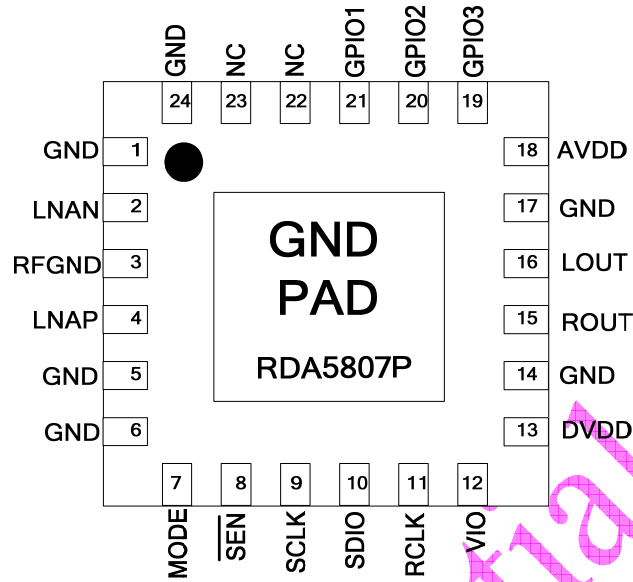 GND
NC
NC
GPIO1
GPIO2
GPIO3
24
23
22
21
20
19
GND 1
LNAN 2
RFGND 3
LNAP 4
GND 5
GND 6
18 AVDD
17 GND
16 LOUT
15 ROUT
14 GND
13 DVDD
GND
PAD
RDA5807P
7
8
9
10
11
12
MODE
SEN
SCLK
SDIO
RCLK
VIO